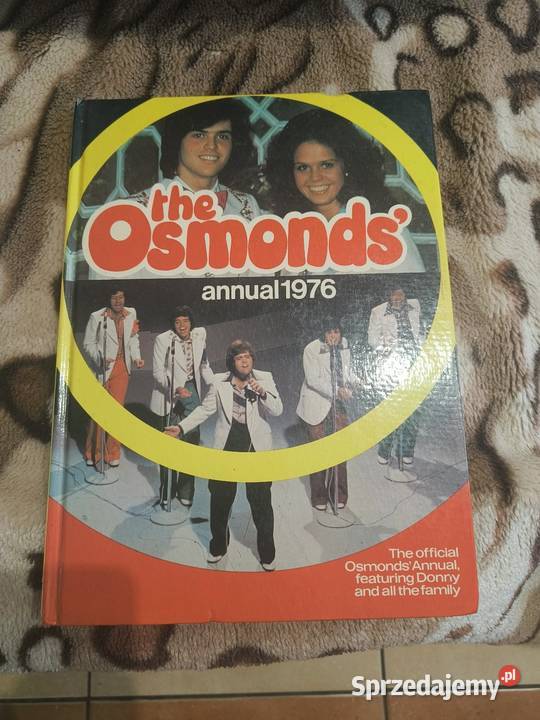 the
Osmonds'
annual 1976
The official
Osmonds' Annual,
featuring Donny
and all the family
Sprzedajemy.pl